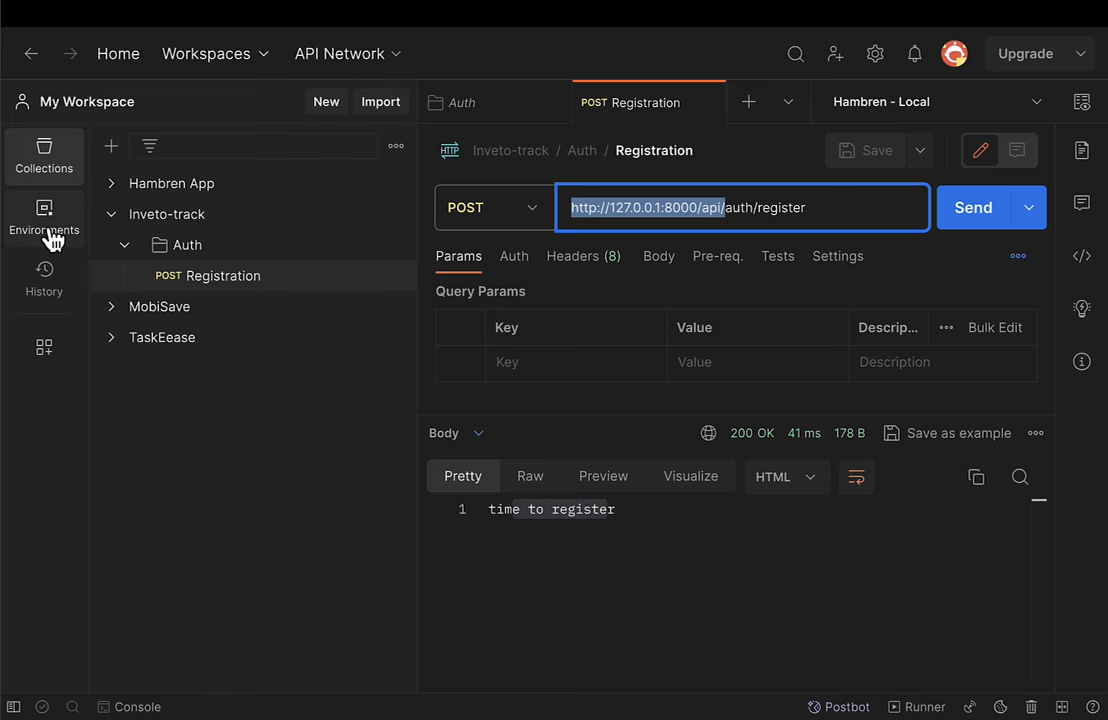 Home Workspaces API Network Upgrade
My Workspace New Import
Auth POST Registration Hambren - Local
Collections
Environments
History
Hambren App
Inveto-track
Auth
POST Registration
MobiSave
TaskEease
HTTP Inveto-track / Auth / Registration Save
POST http://127.0.0.1:8000/api/auth/register Send
Params Auth Headers (8) Body Pre-req. Tests Settings
Query Params
Key Value Descrip... Bulk Edit
Key Value Description
Body 200 OK 41 ms 178 B Save as example
Pretty Raw Preview Visualize HTML
1 time to register
Console Postbot Runner